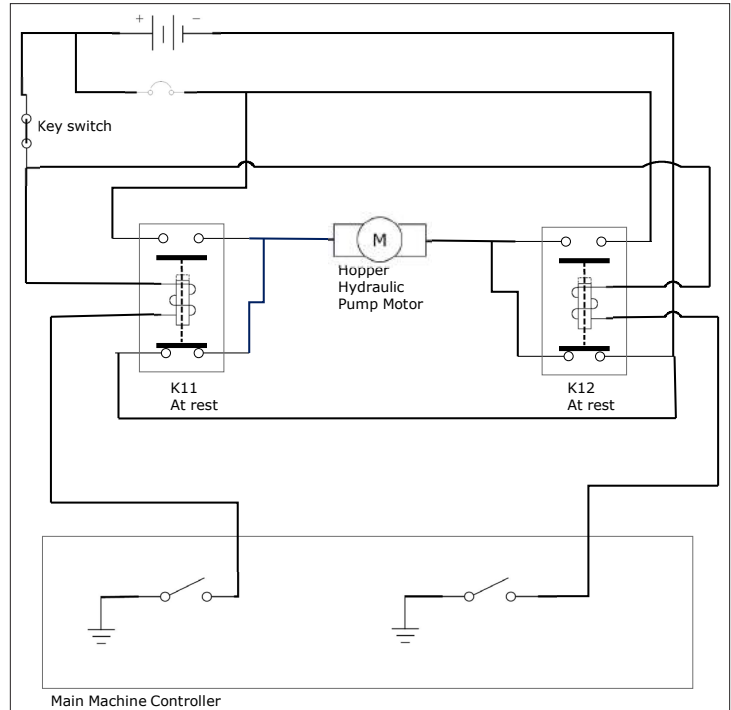 + −
Key switch
M
Hopper
Hydraulic
Pump Motor
K11
At rest
K12
At rest
Main Machine Controller